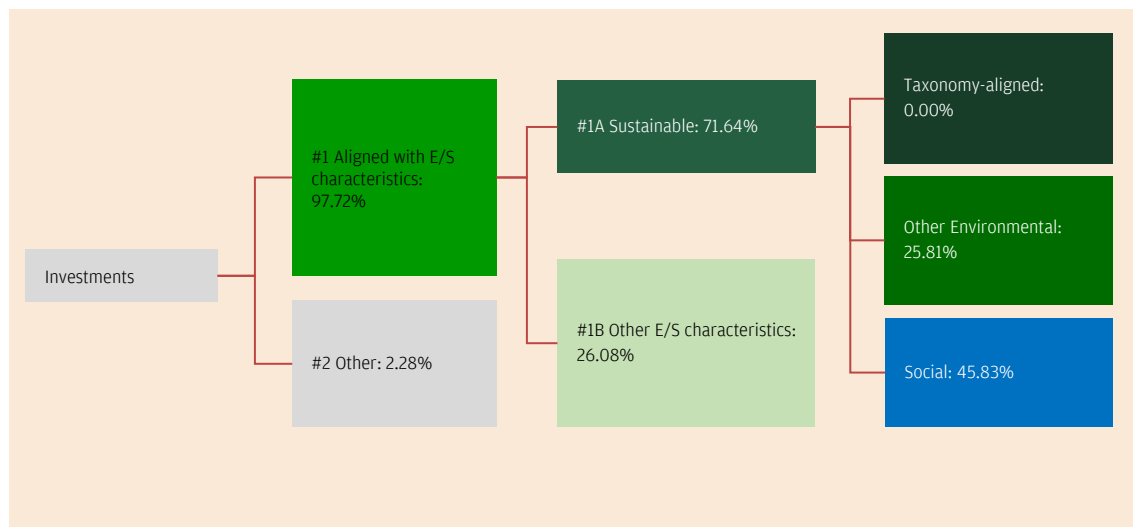 Investments
#1 Aligned with E/S
characteristics:
97.72%
#2 Other: 2.28%
#1A Sustainable: 71.64%
#1B Other E/S characteristics:
26.08%
Taxonomy-aligned:
0.00%
Other Environmental:
25.81%
Social: 45.83%